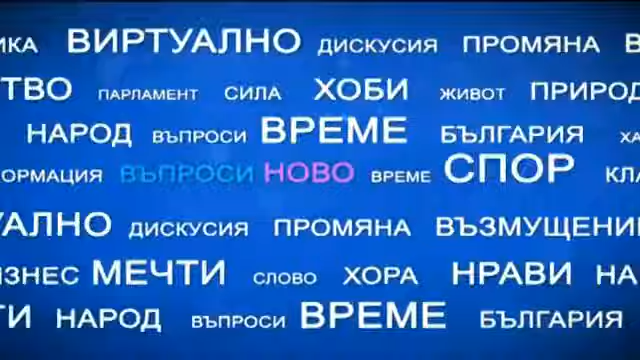 ИКА ВИРТУАЛНО ДИСКУСИЯ ПРОМЯНА В
ТВО ПАРЛАМЕНТ СИЛА ХОБИ ЖИВОТ ПРИРОД
НАРОД ВЪПРОСИ ВРЕМЕ БЪЛГАРИЯ ХА
ОРМАЦИЯ ВЪПРОСИ НОВО ВРЕМЕ СПОР КЛА
УАЛНО ДИСКУСИЯ ПРОМЯНА ВЪЗМУЩЕНИ
ИЗНЕС МЕЧТИ СЛОВО ХОРА НРАВИ НА
ТИ НАРОД ВЪПРОСИ ВРЕМЕ БЪЛГАРИЯ